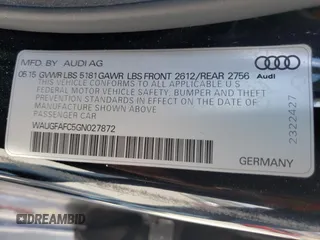 MFD. BY AUDI AG
05.15 GVWR LBS 5181 GAWR LBS FRONT 2612/REAR 2756
Audi
THIS VEHICLE CONFORMS TO ALL APPLICABLE U.S.
FEDERAL MOTOR VEHICLE SAFETY, BUMPER AND THEFT
PREVENTION STANDARDS IN EFFECT ON THE DATE OF
MANUFACTURE SHOWN ABOVE
PASSENGER CAR
WAUGFAFC5GN027872
2322427
GERMANY
DREAMBID